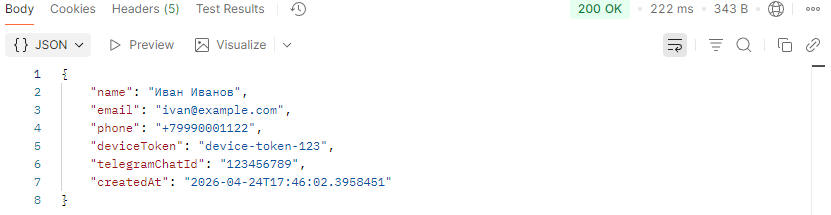 Body Cookies Headers (5) Test Results 200 OK • 222 ms • 343 B •
{} JSON Preview Visualize
1 {
2 "name": "Иван Иванов",
3 "email": "ivan@example.com",
4 "phone": "+79990001122",
5 "deviceToken": "device-token-123",
6 "telegramChatId": "123456789",
7 "createdAt": "2026-04-24T17:46:02.3958451"
8 }